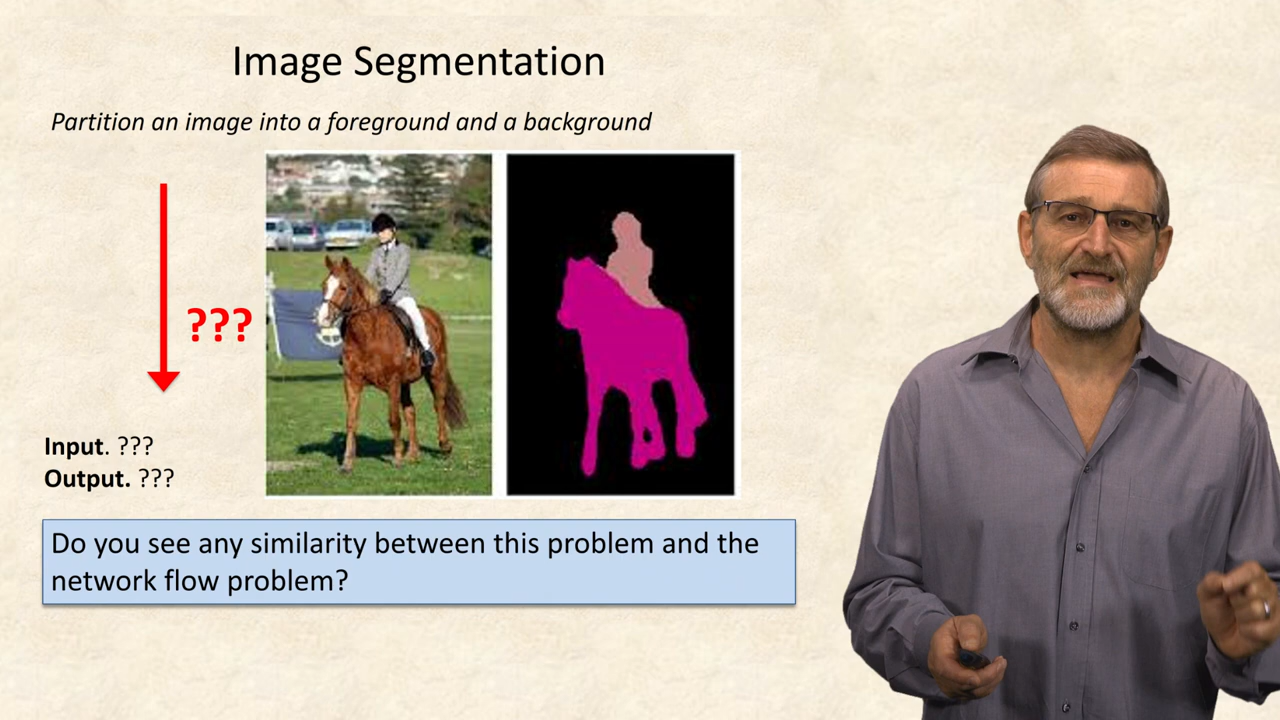 Image Segmentation
Partition an image into a foreground and a background
???
Input. ???
Output. ???
Do you see any similarity between this problem and the
network flow problem?